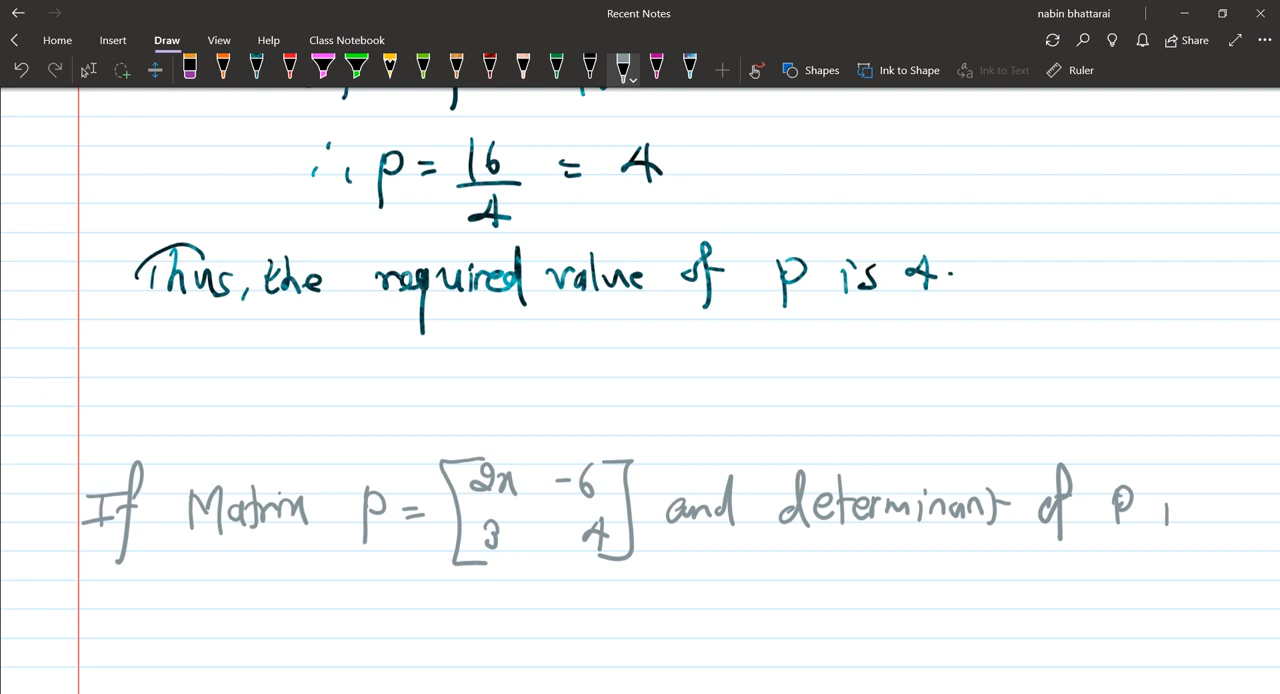 Recent Notes
nabin bhattarai
Home Insert Draw View Help Class Notebook
Share
Shapes Ink to Shape Ink to Text Ruler
∴, p = 16/4 = 4
Thus, the required value of p is 4.
If Matrix P = [2x -6
3 4] and determinant of P,